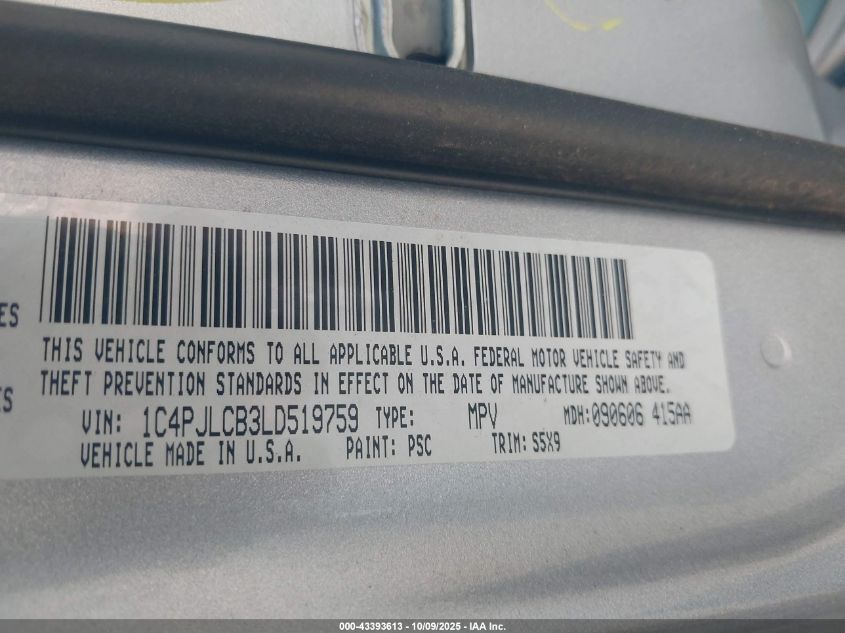 ES
THIS VEHICLE CONFORMS TO ALL APPLICABLE U.S.A. FEDERAL MOTOR VEHICLE SAFETY AND
ES
THEFT PREVENTION STANDARDS IN EFFECT ON THE DATE OF MANUFACTURE SHOWN ABOVE.
VIN: 1C4PJLCB3LD519759 TYPE: MPV MDH:090606 415AA
VEHICLE MADE IN U.S.A. PAINT: PSC TRIM: S5X9
000-43393613 - 10/09/2025 - IAA Inc.